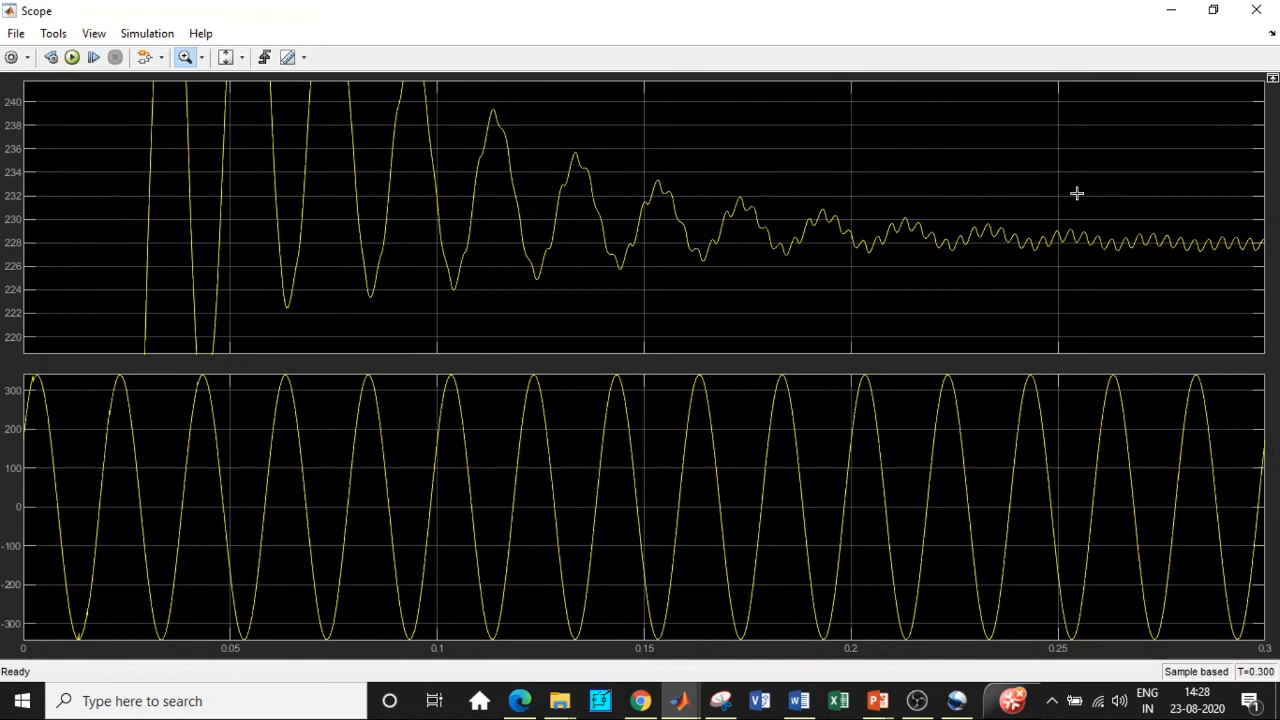 Scope
File Tools View Simulation Help
240
238
236
234
232
230
228
226
224
222
220
300
200
100
0
-100
-200
-300
0 0.05 0.1 0.15 0.2 0.25 0.3
Ready Sample based T=0.300
Type here to search
ENG 14:28
IN 23-08-2020